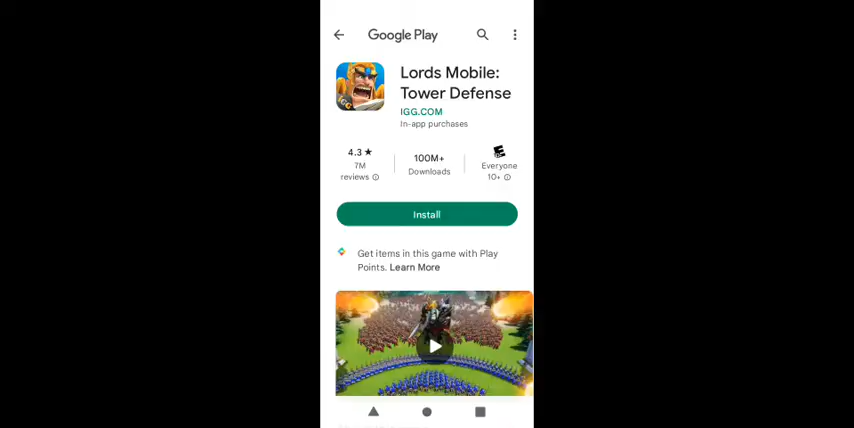 Google Play
Lords Mobile:
Tower Defense
IGG.COM
In-app purchases
4.3 ★
7M
reviews
100M+
Downloads
E
Everyone
10+
Install
Get items in this game with Play
Points. Learn More
IGG